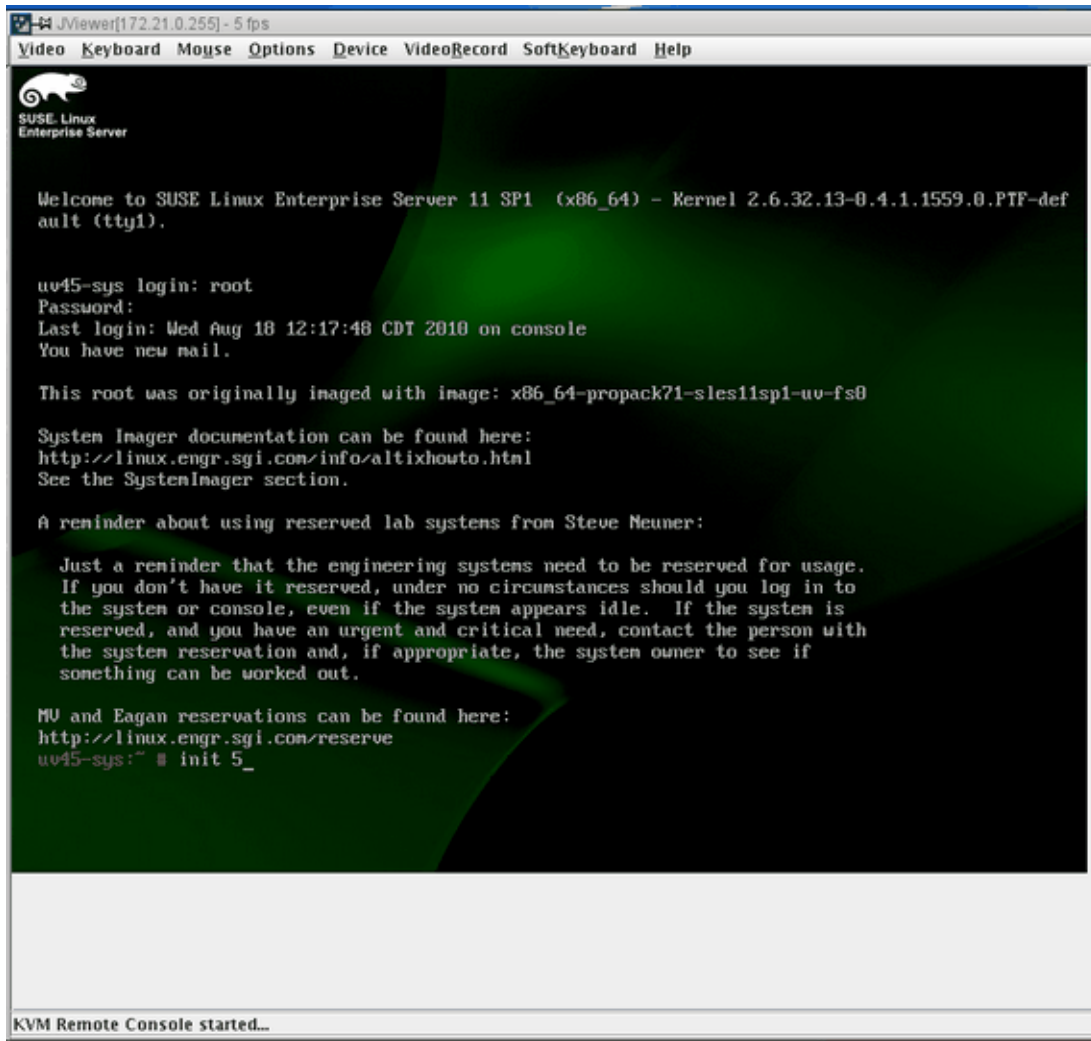 JViewer[172.21.0.255] - 5 fps
Video Keyboard Mouse Options Device VideoRecord SoftKeyboard Help
SUSE. Linux
Enterprise Server
Welcome to SUSE Linux Enterprise Server 11 SP1 (x86_64) - Kernel 2.6.32.13-0.4.1.1559.0.PTF-def
ault (tty1).
uv45-sys login: root
Password:
Last login: Wed Aug 18 12:17:48 CDT 2010 on console
You have new mail.
This root was originally imaged with image: x86_64-propack71-sles11sp1-uv-fs0
System Imager documentation can be found here:
http://linux.engr.sgi.com/info/altixhowto.html
See the SystemImager section.
A reminder about using reserved lab systems from Steve Neuner:
Just a reminder that the engineering systems need to be reserved for usage.
If you don't have it reserved, under no circumstances should you log in to
the system or console, even if the system appears idle.  If the system is
reserved, and you have an urgent and critical need, contact the person with
the system reservation and, if appropriate, the system owner to see if
something can be worked out.
MV and Eagan reservations can be found here:
http://linux.engr.sgi.com/reserve
uv45-sys:~ # init 5_
KVM Remote Console started...